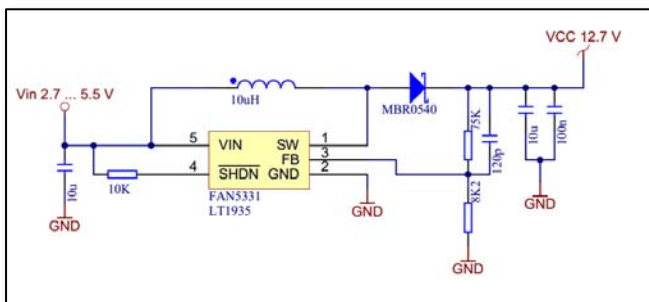 VCC 12.7 V
Vin 2.7 ... 5.5 V
10uH
MBR0540
5 VIN SW 1
FB 3
4 SHDN GND 2
10K
10u
75K
120p
10u
100n
8K2
FAN5331
LT1935
GND
GND
GND
GND